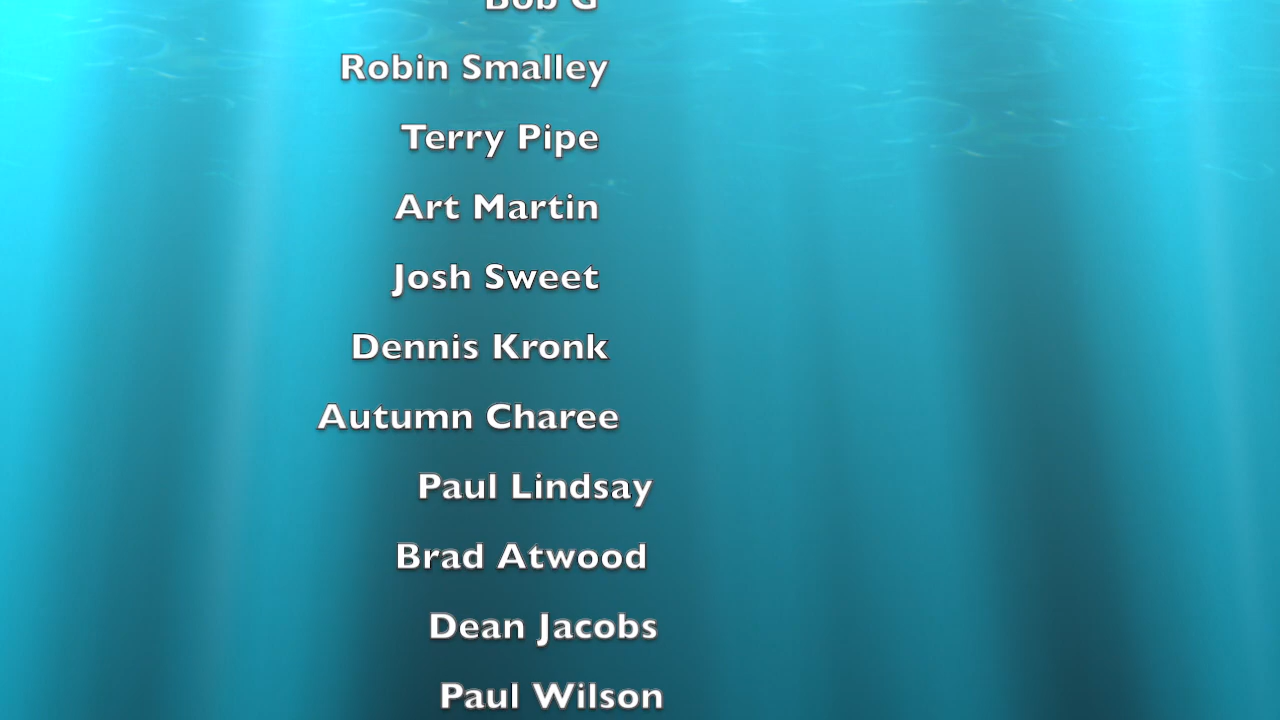 Bob G
Robin Smalley
Terry Pipe
Art Martin
Josh Sweet
Dennis Kronk
Autumn Charee
Paul Lindsay
Brad Atwood
Dean Jacobs
Paul Wilson